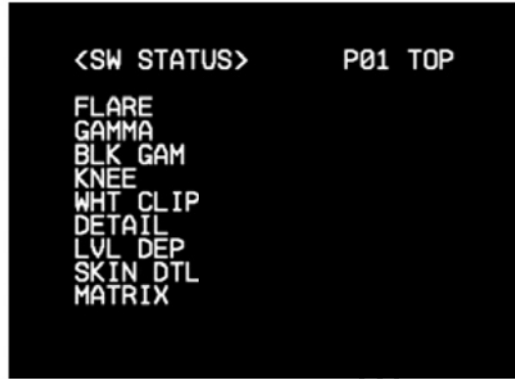 <SW STATUS> P01 TOP
FLARE
GAMMA
BLK GAM
KNEE
WHT CLIP
DETAIL
LVL DEP
SKIN DTL
MATRIX